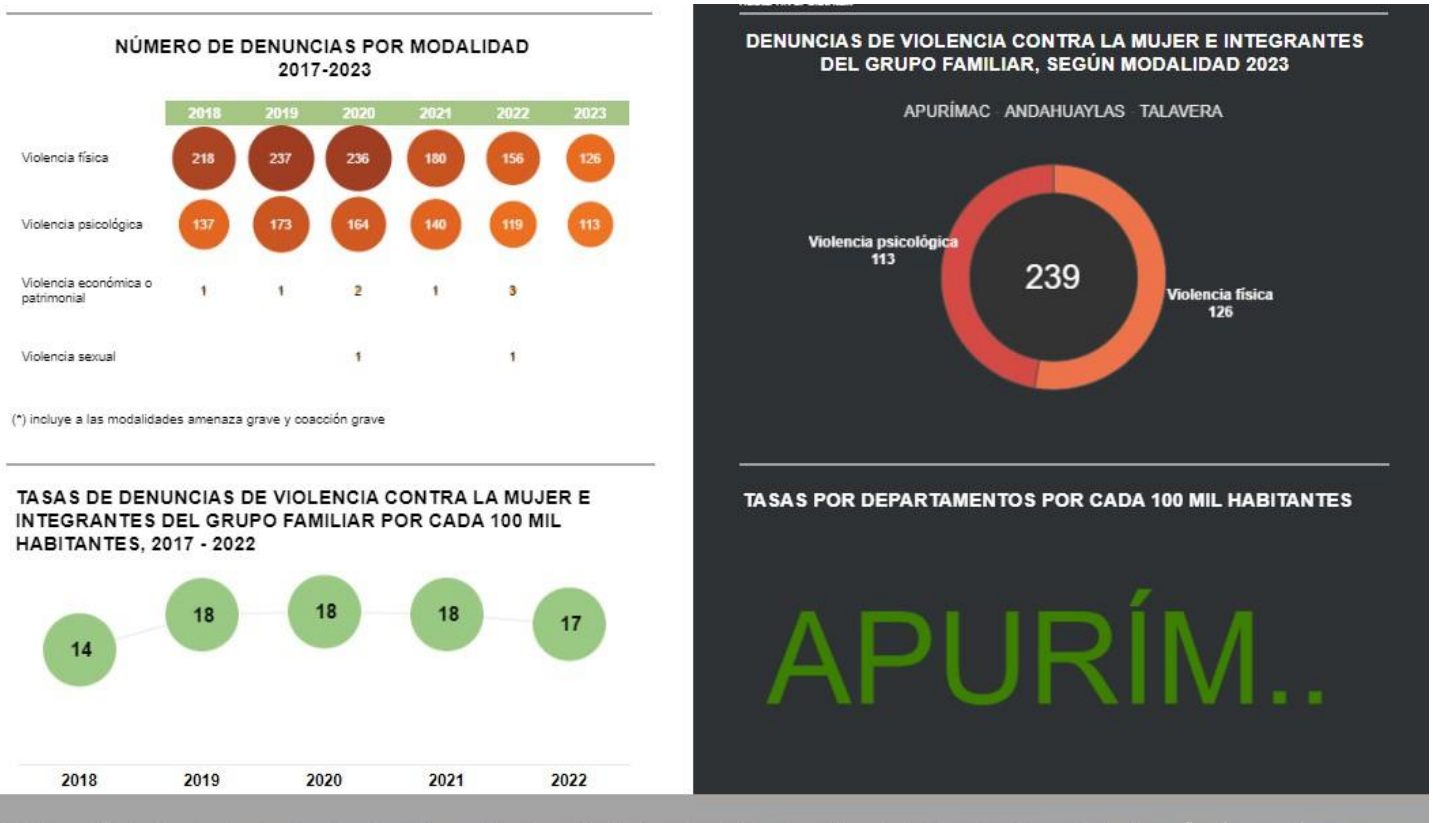 NÚMERO DE DENUNCIAS POR MODALIDAD
2017-2023
2018 2019 2020 2021 2022 2023
Violencia física 218 237 236 180 156 126
Violencia psicológica 137 173 164 140 119 113
Violencia económica o
patrimonial 1 1 2 1 3
Violencia sexual 1 1
(*) incluye a las modalidades amenaza grave y coacción grave
TASAS DE DENUNCIAS DE VIOLENCIA CONTRA LA MUJER E
INTEGRANTES DEL GRUPO FAMILIAR POR CADA 100 MIL
HABITANTES, 2017 - 2022
14 18 18 18 17
2018 2019 2020 2021 2022
DENUNCIAS DE VIOLENCIA CONTRA LA MUJER E INTEGRANTES
DEL GRUPO FAMILIAR, SEGÚN MODALIDAD 2023
APURÍMAC - ANDAHUAYLAS - TALAVERA
Violencia psicológica
113
239
Violencia física
126
TASAS POR DEPARTAMENTOS POR CADA 100 MIL HABITANTES
APURÍM..